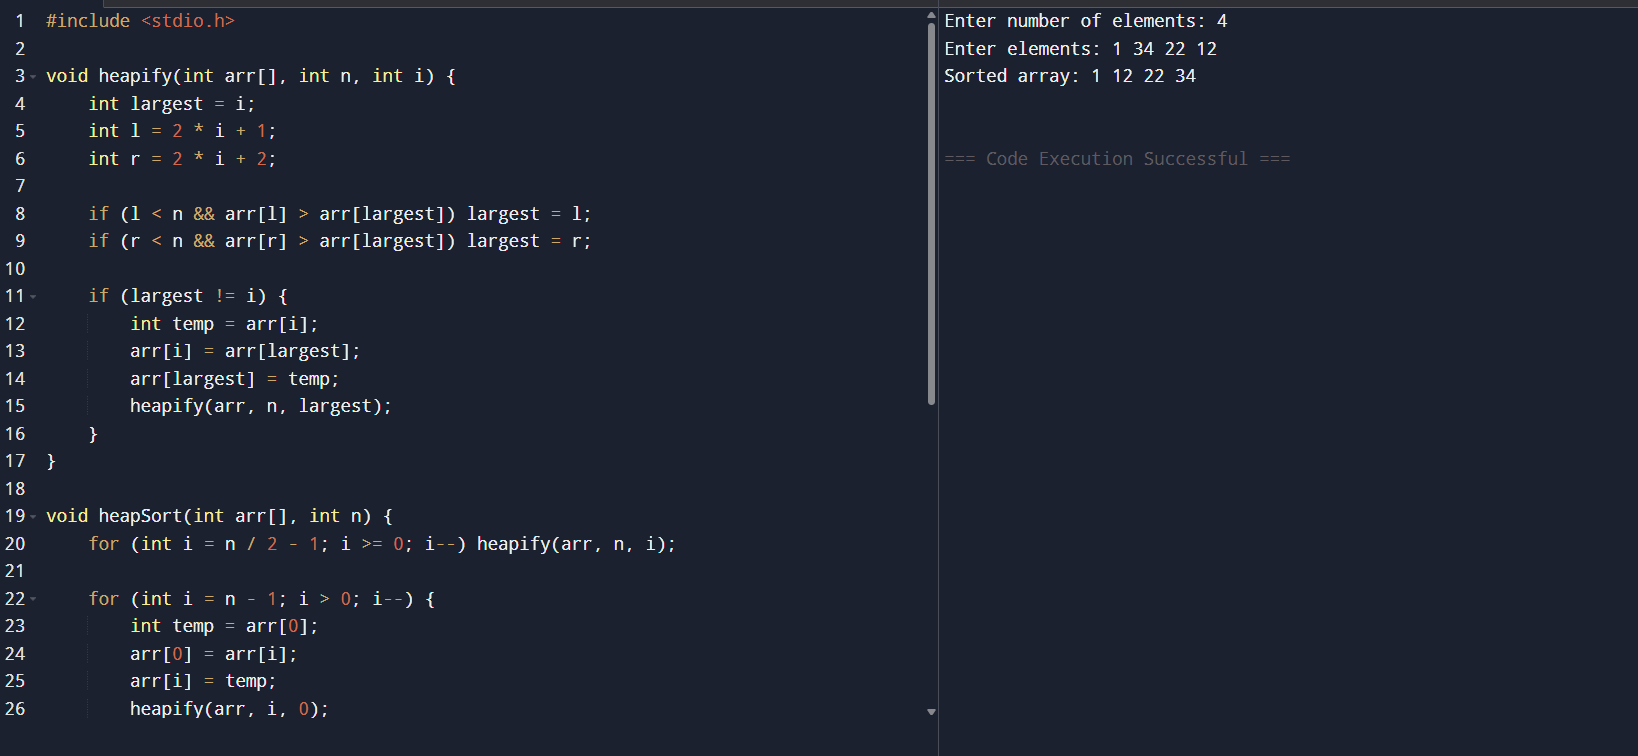 1 #include <stdio.h>
2
3 void heapify(int arr[], int n, int i) {
4     int largest = i;
5     int l = 2 * i + 1;
6     int r = 2 * i + 2;
7
8     if (l < n && arr[l] > arr[largest]) largest = l;
9     if (r < n && arr[r] > arr[largest]) largest = r;
10
11     if (largest != i) {
12         int temp = arr[i];
13         arr[i] = arr[largest];
14         arr[largest] = temp;
15         heapify(arr, n, largest);
16     }
17 }
18
19 void heapSort(int arr[], int n) {
20     for (int i = n / 2 - 1; i >= 0; i--) heapify(arr, n, i);
21
22     for (int i = n - 1; i > 0; i--) {
23         int temp = arr[0];
24         arr[0] = arr[i];
25         arr[i] = temp;
26         heapify(arr, i, 0);
Enter number of elements: 4
Enter elements: 1 34 22 12
Sorted array: 1 12 22 34
=== Code Execution Successful ===